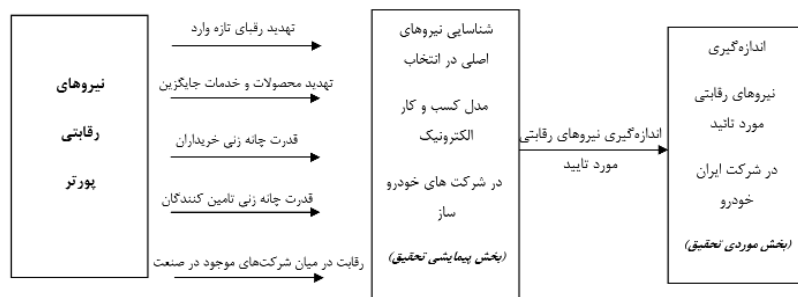 نیروهای
رقابتی
پورتر
تهدید رقبای تازه وارد
تهدید محصولات و خدمات جایگزین
قدرت چانه زنی خریداران
قدرت چانه زنی تامین کنندگان
رقابت در میان شرکت‌های موجود در صنعت
شناسایی نیروهای
اصلی در انتخاب
مدل کسب و کار
الکترونیک
در شرکت های خودرو
ساز
(بخش پیمایشی تحقیق)
اندازه‌گیری نیروهای رقابتی
مورد تایید
اندازه‌گیری
نیروهای رقابتی
مورد تائید
در شرکت ایران
خودرو
(بخش موردی تحقیق)